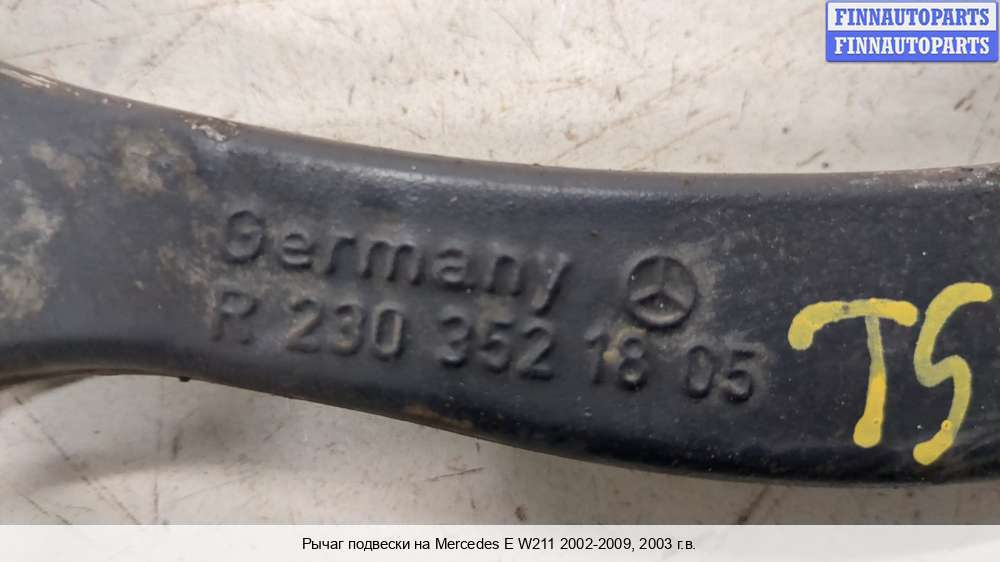 FINNAUTOPARTS
FINNAUTOPARTS
Germany
R 230 352 18 05
TS
Рычаг подвески на Mercedes E W211 2002-2009, 2003 г.в.